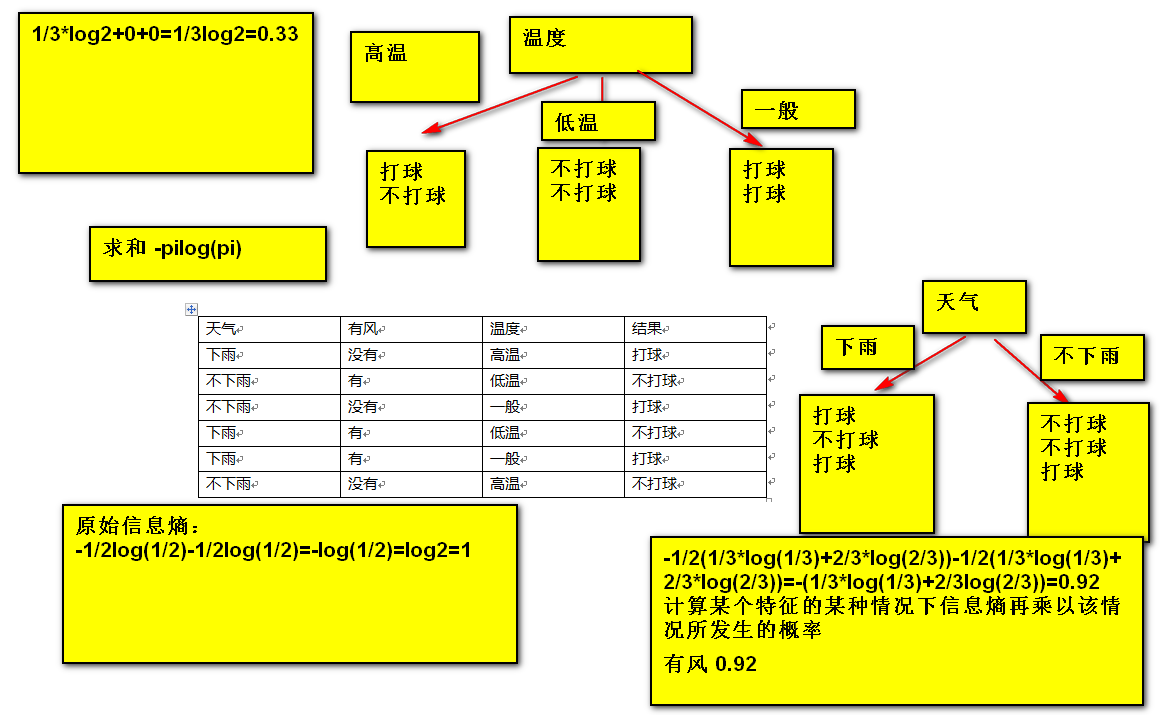 1/3*log2+0+0=1/3log2=0.33
温度
高温
低温
一般
打球
不打球
不打球
不打球
打球
打球
求和 -pilog(pi)
天气 有风 温度 结果
下雨 没有 高温 打球
不下雨 有 低温 不打球
不下雨 没有 一般 打球
下雨 有 低温 不打球
下雨 有 一般 打球
不下雨 没有 高温 不打球
天气
下雨
不下雨
打球
不打球
打球
不打球
不打球
打球
原始信息熵：
-1/2log(1/2)-1/2log(1/2)=-log(1/2)=log2=1
-1/2(1/3*log(1/3)+2/3*log(2/3))-1/2(1/3*log(1/3)+
2/3*log(2/3))=-(1/3*log(1/3)+2/3log(2/3))=0.92
计算某个特征的某种情况下信息熵再乘以该情
况所发生的概率
有风 0.92